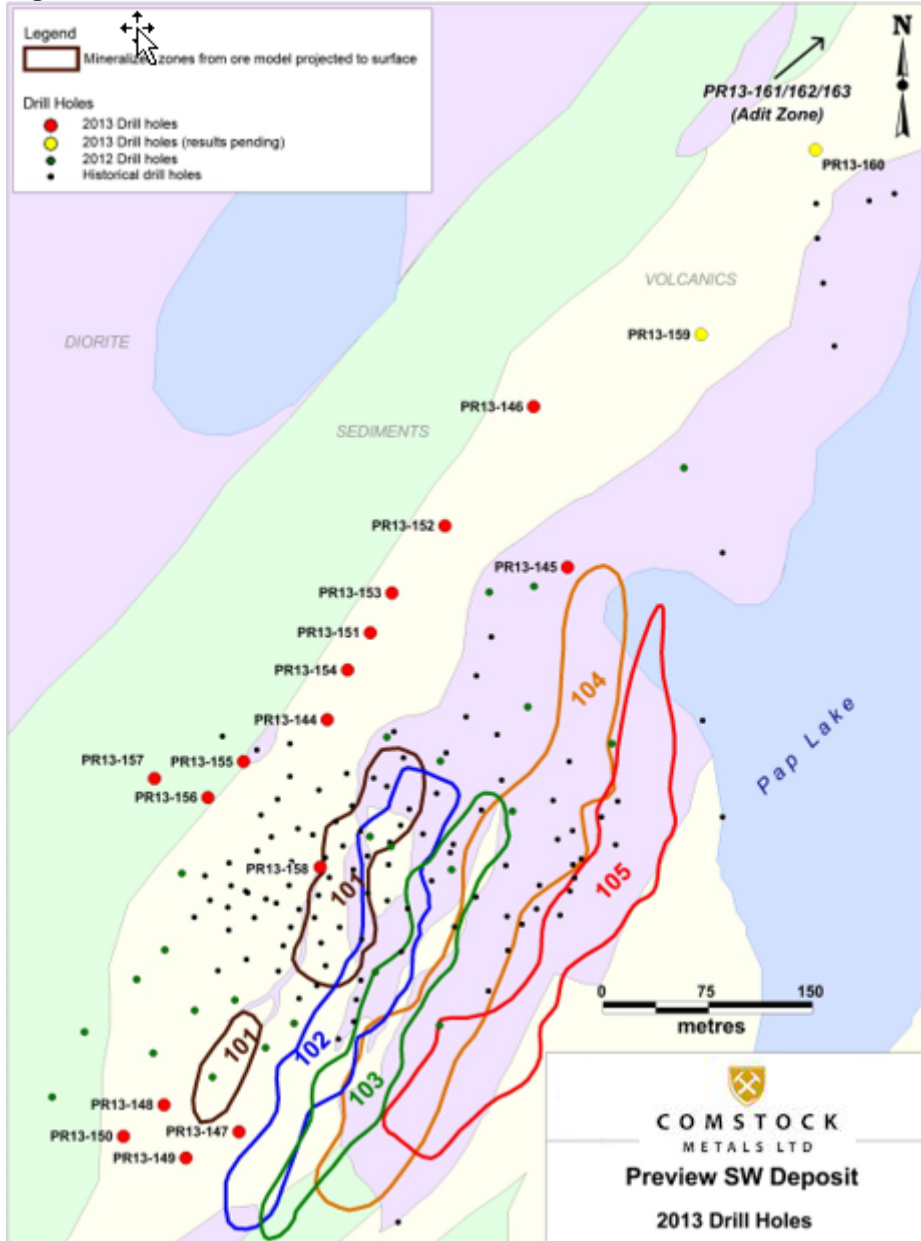 Legend
Mineralized zones from ore model projected to surface
Drill Holes
2013 Drill holes
2013 Drill holes (results pending)
2012 Drill holes
Historical drill holes
N
PR13-161/162/163
(Adit Zone)
PR13-160
VOLCANICS
DIORITE
PR13-159
PR13-146
SEDIMENTS
PR13-152
PR13-145
PR13-153
PR13-151
PR13-154
104
PR13-144
Pap Lake
PR13-157
PR13-155
PR13-156
PR13-158
101
105
0 75 150
metres
101
102
103
PR13-148
PR13-150
PR13-147
PR13-149
COMSTOCK
METALS LTD
Preview SW Deposit
2013 Drill Holes